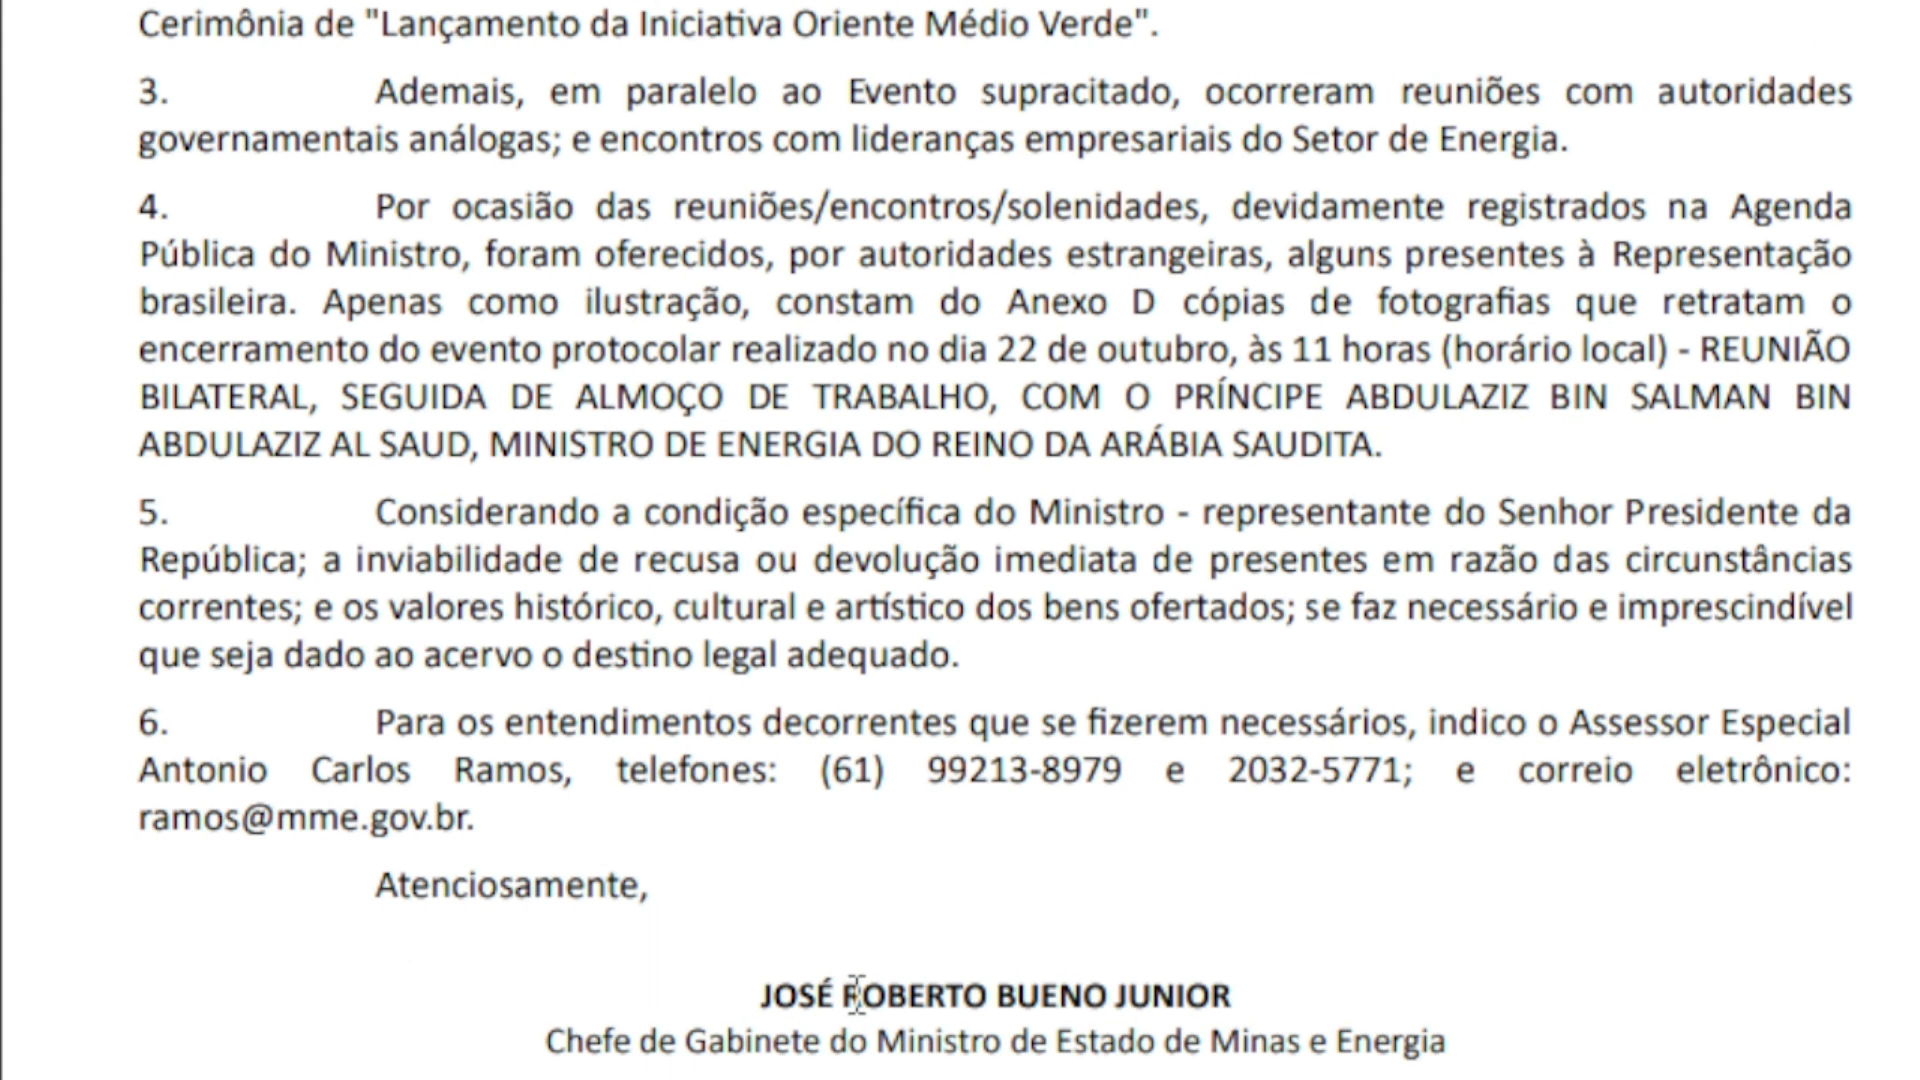 Cerimônia de "Lançamento da Iniciativa Oriente Médio Verde".
3. Ademais, em paralelo ao Evento supracitado, ocorreram reuniões com autoridades
governamentais análogas; e encontros com lideranças empresariais do Setor de Energia.
4. Por ocasião das reuniões/encontros/solenidades, devidamente registrados na Agenda
Pública do Ministro, foram oferecidos, por autoridades estrangeiras, alguns presentes à Representação
brasileira. Apenas como ilustração, constam do Anexo D cópias de fotografias que retratam o
encerramento do evento protocolar realizado no dia 22 de outubro, às 11 horas (horário local) - REUNIÃO
BILATERAL, SEGUIDA DE ALMOÇO DE TRABALHO, COM O PRÍNCIPE ABDULAZIZ BIN SALMAN BIN
ABDULAZIZ AL SAUD, MINISTRO DE ENERGIA DO REINO DA ARÁBIA SAUDITA.
5. Considerando a condição específica do Ministro - representante do Senhor Presidente da
República; a inviabilidade de recusa ou devolução imediata de presentes em razão das circunstâncias
correntes; e os valores histórico, cultural e artístico dos bens ofertados; se faz necessário e imprescindível
que seja dado ao acervo o destino legal adequado.
6. Para os entendimentos decorrentes que se fizerem necessários, indico o Assessor Especial
Antonio Carlos Ramos, telefones: (61) 99213-8979 e 2032-5771; e correio eletrônico:
ramos@mme.gov.br.
Atenciosamente,
JOSÉ ROBERTO BUENO JUNIOR
Chefe de Gabinete do Ministro de Estado de Minas e Energia